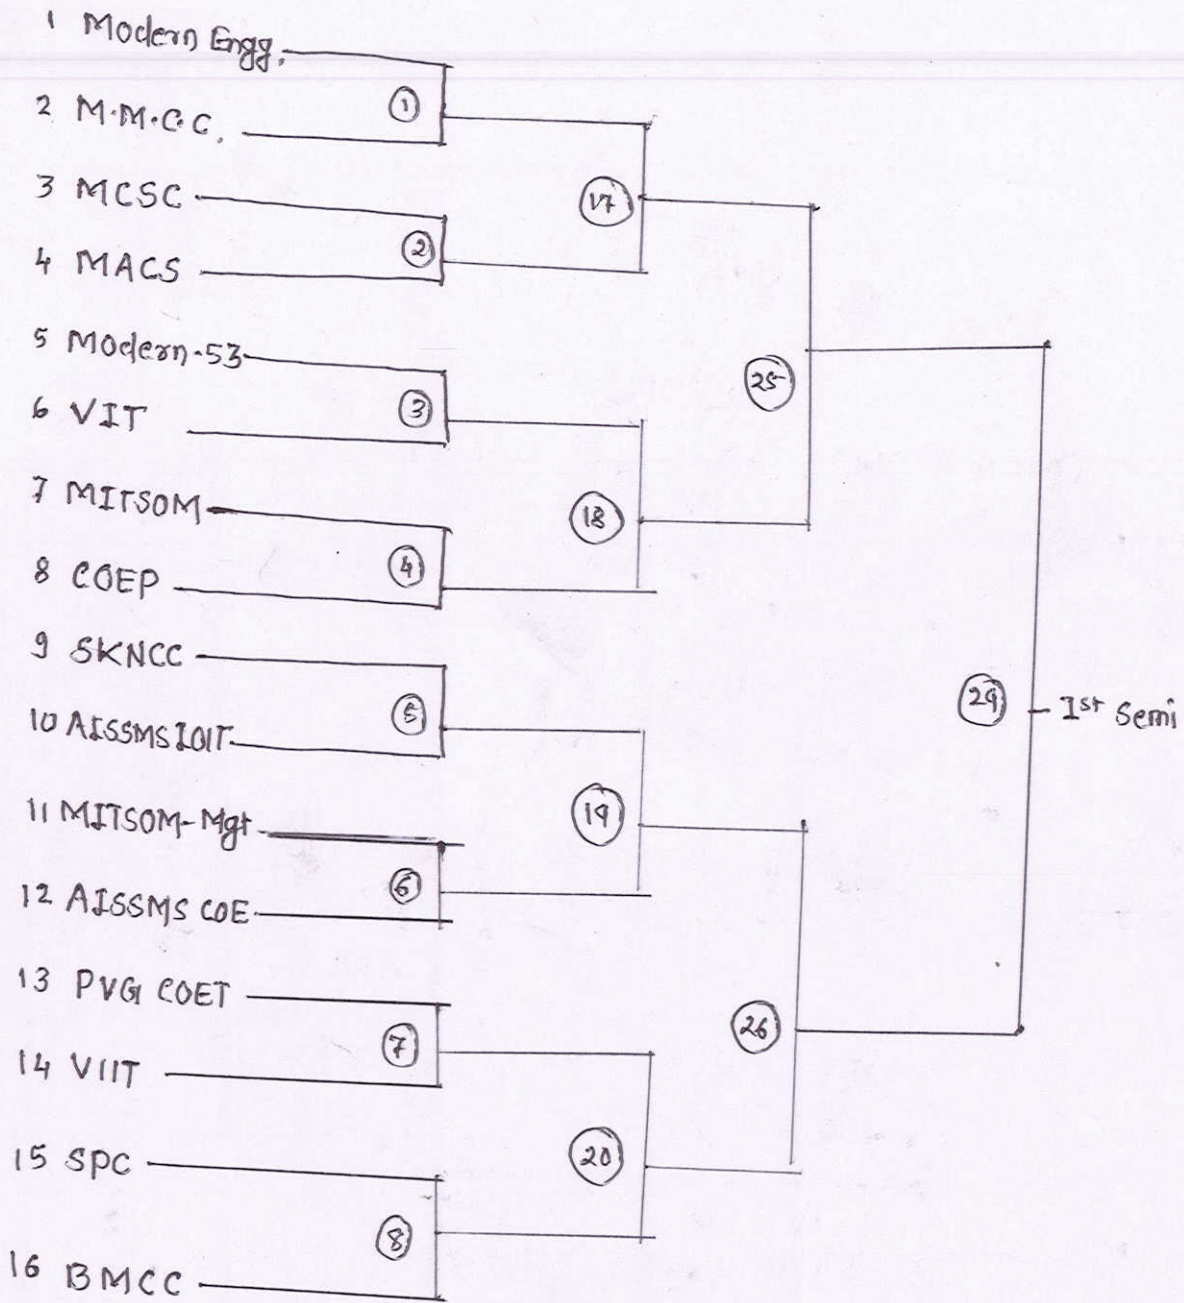 1 Modern Engg.
2 M.M.C.C.
3 MCSC
4 MACS
5 Modern-53
6 VIT
7 MITSOM
8 COEP
9 SKNCC
10 AISSMS IOIT
11 MITSOM-Mgt
12 AISSMS COE
13 PVG COET
14 VIIT
15 SPC
16 BMCC
1
2
3
4
5
6
7
8
17
18
19
20
25
26
29
Ist Semi